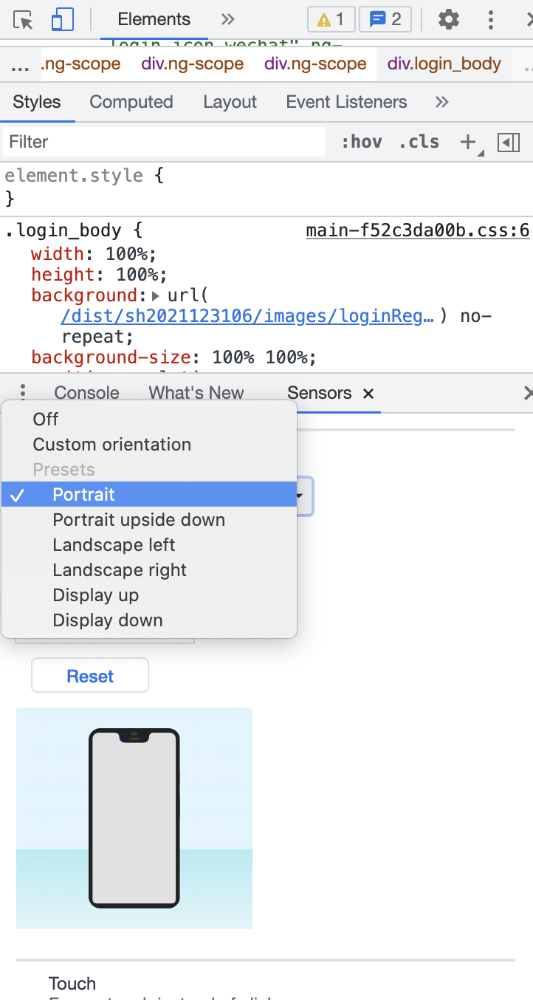 Elements » 1 2
login icon wechat" ng-
... .ng-scope div.ng-scope div.ng-scope div.login_body ..
Styles Computed Layout Event Listeners »
Filter :hov .cls +
element.style {
}
.login_body { main-f52c3da00b.css:6
width: 100%;
height: 100%;
background: url(
/dist/sh2021123106/images/loginReg… ) no-
repeat;
background-size: 100% 100%;
Console What's New Sensors ×
Off
Custom orientation
Presets
✓ Portrait
Portrait upside down
Landscape left
Landscape right
Display up
Display down
Reset
Touch